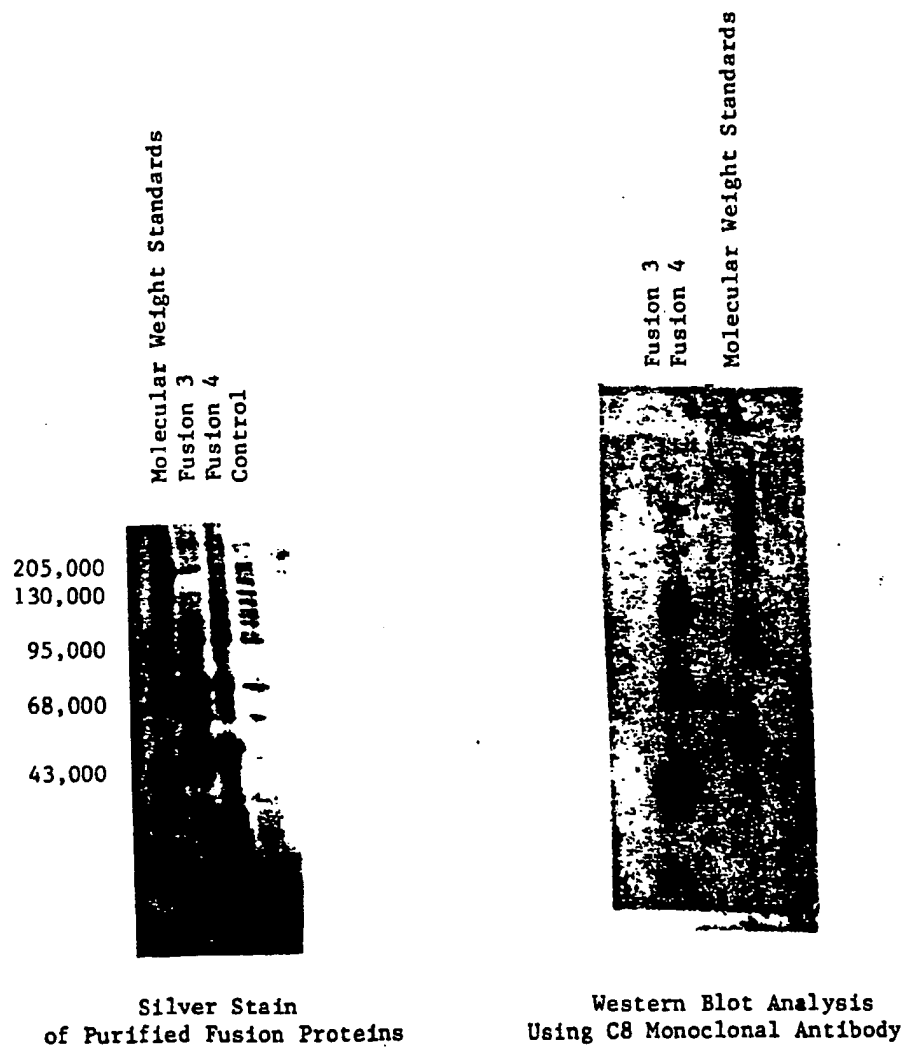 Molecular Weight Standards
Fusion 3
Fusion 4
Control
205,000
130,000
95,000
68,000
43,000
Silver Stain
of Purified Fusion Proteins
Fusion 3
Fusion 4
Molecular Weight Standards
Western Blot Analysis
Using C8 Monoclonal Antibody